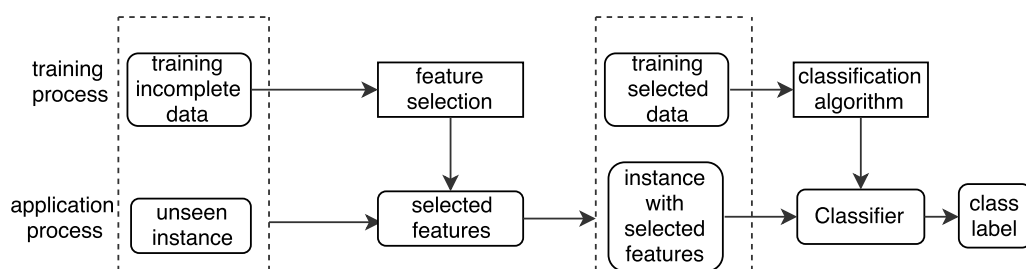 training
process
training
incomplete
data
feature
selection
training
selected
data
classification
algorithm
application
process
unseen
instance
selected
features
instance
with
selected
features
Classifier
class
label